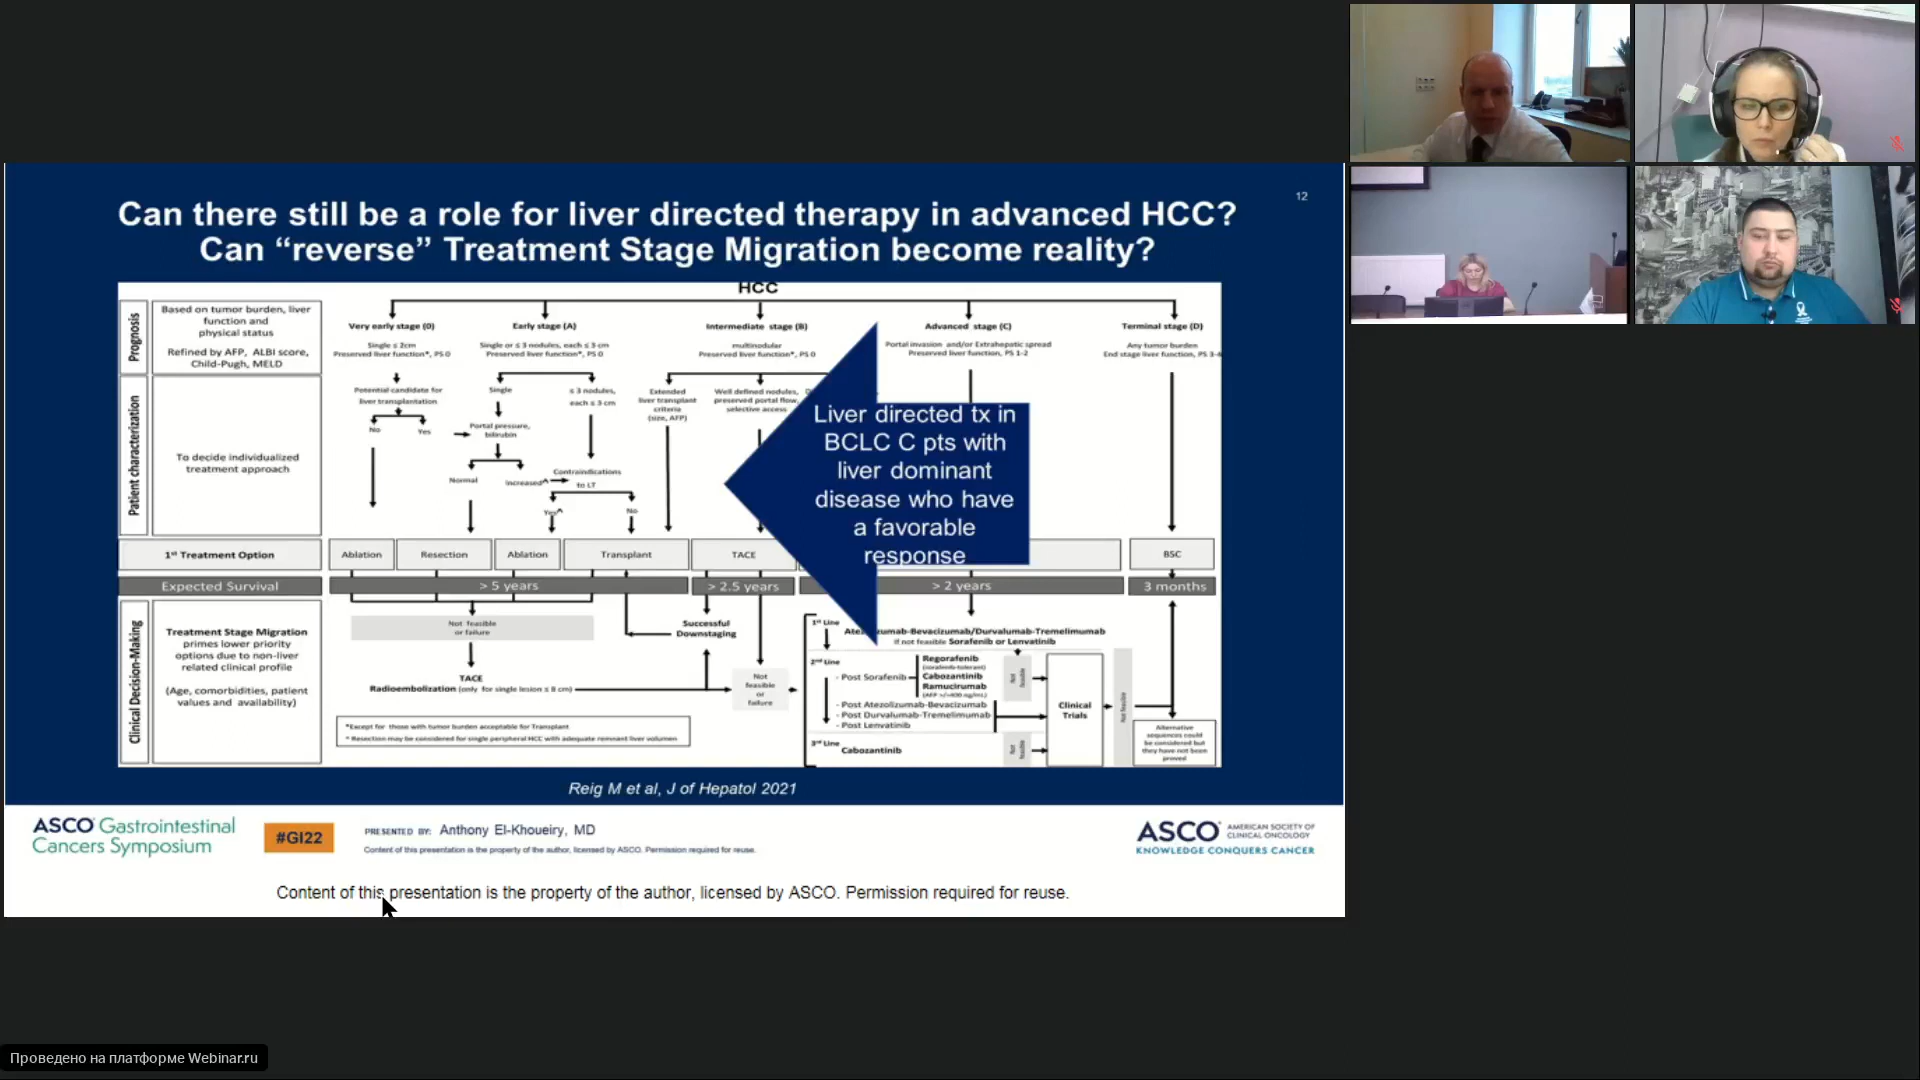 12
Can there still be a role for liver directed therapy in advanced HCC?
Can “reverse” Treatment Stage Migration become reality?
HCC
Prognosis
Based on tumor burden, liver
function and
physical status
Refined by AFP, ALBI score,
Child-Pugh, MELD
Very early stage (0)
Single ≤ 2cm
Preserved liver function*, PS 0
Early stage (A)
Single or ≤ 3 nodules, each ≤ 3 cm
Preserved liver function*, PS 0
Intermediate stage (B)
multinodular
Preserved liver function*, PS 0
Advanced stage (C)
Portal invasion and/or Extrahepatic spread
Preserved liver function, PS 1-2
Terminal stage (D)
Any tumor burden
End stage liver function, PS 3-4
Patient characterization
To decide individualized
treatment approach
Potential candidate for
liver transplantation
No
Yes
Single
Portal pressure,
bilirubin
Normal
Increased^
≤ 3 nodules,
each ≤ 3 cm
Contraindications
to LT
Yes^
No
Extended
liver transplant
criteria
(size, AFP)
Well defined nodules,
preserved portal flow,
selective access
Liver directed tx in
BCLC C pts with
liver dominant
disease who have
a favorable
response
1st Treatment Option
Ablation
Resection
Ablation
Transplant
TACE
BSC
Expected Survival
> 5 years
> 2.5 years
> 2 years
3 months
Clinical Decision-Making
Treatment Stage Migration
primes lower priority
options due to non-liver
related clinical profile
(Age, comorbidities, patient
values and availability)
Not feasible
or failure
TACE
Radioembolization (only for single lesion ≤ 8 cm)
Successful
Downstaging
Not
feasible
or
failure
*Except for those with tumor burden acceptable for Transplant
* Resection may be considered for single peripheral HCC with adequate remnant liver volumen
1st Line
Bevacizumab/Durvalumab-Tremelimumab
if not feasible Sorafenib or Lenvatinib
2nd Line
- Post Sorafenib
Regorafenib
(sorafenib-tolerant)
Cabozantinib
Ramucirumab
(AFP >/=400 ng/mL)
- Post Atezolizumab-Bevacizumab
- Post Durvalumab-Tremelimumab
- Post Lenvatinib
3rd Line
Cabozantinib
Not feasible
Not feasible
Clinical
Trials
Not feasible
Alternative
sequences could
be considered but
they have not been
proved
Reig M et al, J of Hepatol 2021
ASCO Gastrointestinal
Cancers Symposium
#GI22
PRESENTED BY: Anthony El-Khoueiry, MD
Content of this presentation is the property of the author, licensed by ASCO. Permission required for reuse.
ASCO AMERICAN SOCIETY OF
CLINICAL ONCOLOGY
KNOWLEDGE CONQUERS CANCER
Content of this presentation is the property of the author, licensed by ASCO. Permission required for reuse.
Проведено на платформе Webinar.ru